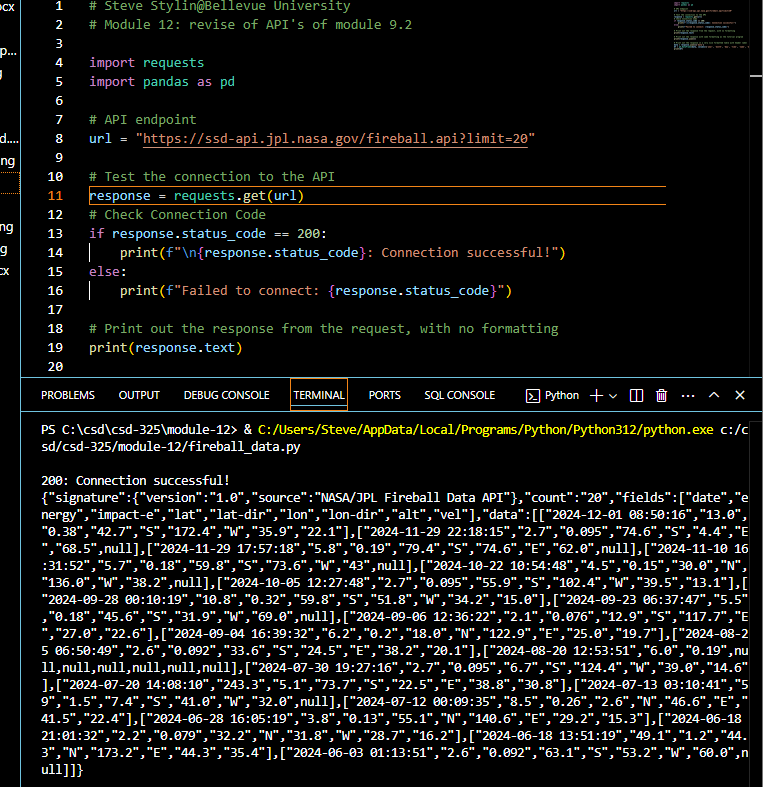 ocx
1 # Steve Stylin@Bellevue University
2 # Module 12: revise of API's of module 9.2
3
4 import requests
5 import pandas as pd
6
7 # API endpoint
8 url = "https://ssd-api.jpl.nasa.gov/fireball.api?limit=20"
9
10 # Test the connection to the API
11 response = requests.get(url)
12 # Check Connection Code
13 if response.status_code == 200:
14 print(f"\n{response.status_code}: Connection successful!")
15 else:
16 print(f"Failed to connect: {response.status_code}")
17
18 # Print out the response from the request, with no formatting
19 print(response.text)
20
p...
g
d....
ng
ng
g
cx
PROBLEMS OUTPUT DEBUG CONSOLE TERMINAL PORTS SQL CONSOLE Python
PS C:\csd\csd-325\module-12> & C:/Users/Steve/AppData/Local/Programs/Python/Python312/python.exe c:/c
sd/csd-325/module-12/fireball_data.py
200: Connection successful!
{"signature":{"version":"1.0","source":"NASA/JPL Fireball Data API"},"count":"20","fields":["date","e
nergy","impact-e","lat","lat-dir","lon","lon-dir","alt","vel"],"data":[["2024-12-01 08:50:16","13.0",
"0.38","42.7","S","172.4","W","35.9","22.1"],["2024-11-29 22:18:15","2.7","0.095","74.6","S","4.4","E
","68.5",null],["2024-11-29 17:57:18","5.8","0.19","79.4","S","74.6","E","62.0",null],["2024-11-10 16
:31:52","5.7","0.18","59.8","S","73.6","W","43",null],["2024-10-22 10:54:48","4.5","0.15","30.0","N",
"136.0","W","38.2",null],["2024-10-05 12:27:48","2.7","0.095","55.9","S","102.4","W","39.5","13.1"],[
"2024-09-28 00:10:19","10.8","0.32","59.8","S","51.8","W","34.2","15.0"],["2024-09-23 06:37:47","5.5"
,"0.18","45.6","S","31.9","W","69.0",null],["2024-09-06 12:36:22","2.1","0.076","12.9","S","117.7","E
","27.0","22.6"],["2024-09-04 16:39:32","6.2","0.2","18.0","N","122.9","E","25.0","19.7"],["2024-08-2
5 06:50:49","2.6","0.092","33.6","S","24.5","E","38.2","20.1"],["2024-08-20 12:53:51","6.0","0.19",nu
ll,null,null,null,null,null],["2024-07-30 19:27:16","2.7","0.095","6.7","S","124.4","W","39.0","14.6"
],["2024-07-20 14:08:10","243.3","5.1","73.7","S","22.5","E","38.8","30.8"],["2024-07-13 03:10:41","5
9","1.5","7.4","S","41.0","W","32.0",null],["2024-07-12 00:09:35","8.5","0.26","2.6","N","46.6","E","
41.5","22.4"],["2024-06-28 16:05:19","3.8","0.13","55.1","N","140.6","E","29.2","15.3"],["2024-06-18
21:01:32","2.2","0.079","32.2","N","31.8","W","28.7","16.2"],["2024-06-18 13:51:19","49.1","1.2","44.
3","N","173.2","E","44.3","35.4"],["2024-06-03 01:13:51","2.6","0.092","63.1","S","53.2","W","60.0",n
ull]]}